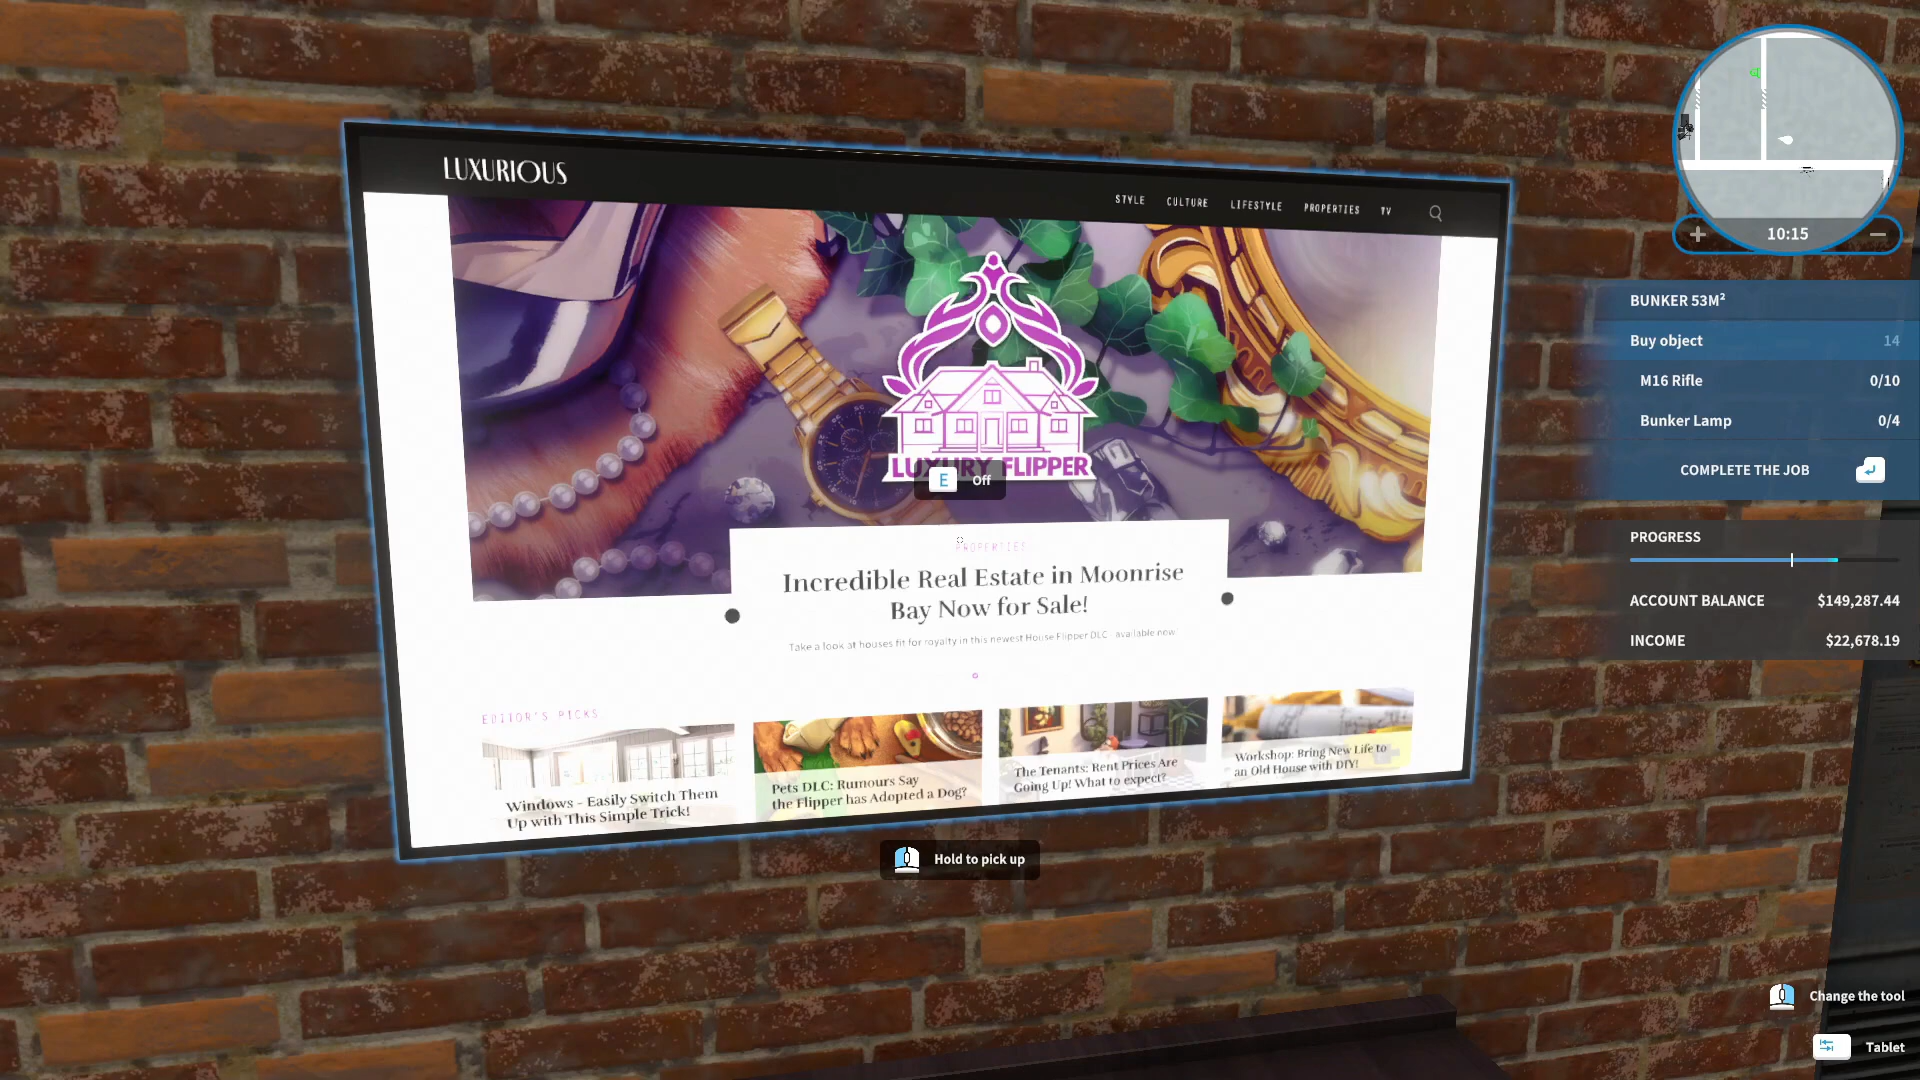 LUXURIOUS
STYLE CULTURE LIFESTYLE PROPERTIES TV
LUXURY FLIPPER
E Off
PROPERTIES
Incredible Real Estate in Moonrise
Bay Now for Sale!
Take a look at houses fit for royalty in this newest House Flipper DLC - available now!
EDITOR'S PICKS
Windows - Easily Switch Them
Up with This Simple Trick!
Pets DLC: Rumours Say
the Flipper has Adopted a Dog?
The Tenants: Rent Prices Are
Going Up! What to expect?
Workshop: Bring New Life to
an Old House with DIY!
Hold to pick up
10:15
BUNKER 53M²
Buy object 14
M16 Rifle 0/10
Bunker Lamp 0/4
COMPLETE THE JOB
PROGRESS
ACCOUNT BALANCE $149,287.44
INCOME $22,678.19
Change the tool
Tablet